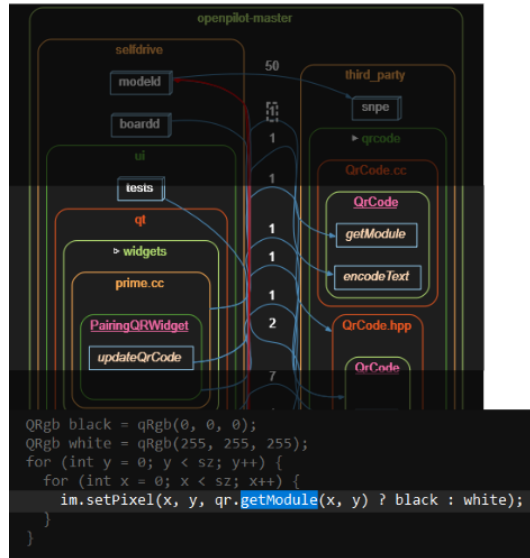 openpilot-master
selfdrive
50
third_party
modeld
snpe
1
boardd
1
qrcode
ui
QrCode.cc
1
tests
QrCode
qt
getModule
1
widgets
1
encodeText
prime.cc
1
PairingQRWidget
2
QrCode.hpp
updateQrCode
7
QrCode
QRgb black = qRgb(0, 0, 0);
QRgb white = qRgb(255, 255, 255);
for (int y = 0; y < sz; y++) {
  for (int x = 0; x < sz; x++) {
    im.setPixel(x, y, qr.getModule(x, y) ? black : white);
  }
}